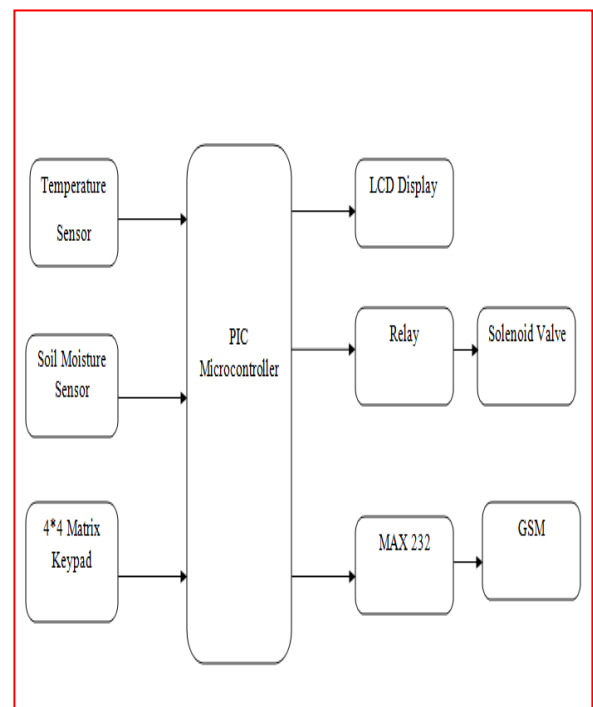 Temperature
Sensor
Soil Moisture
Sensor
4*4 Matrix
Keypad
PIC
Microcontroller
LCD Display
Relay
Solenoid Valve
MAX 232
GSM